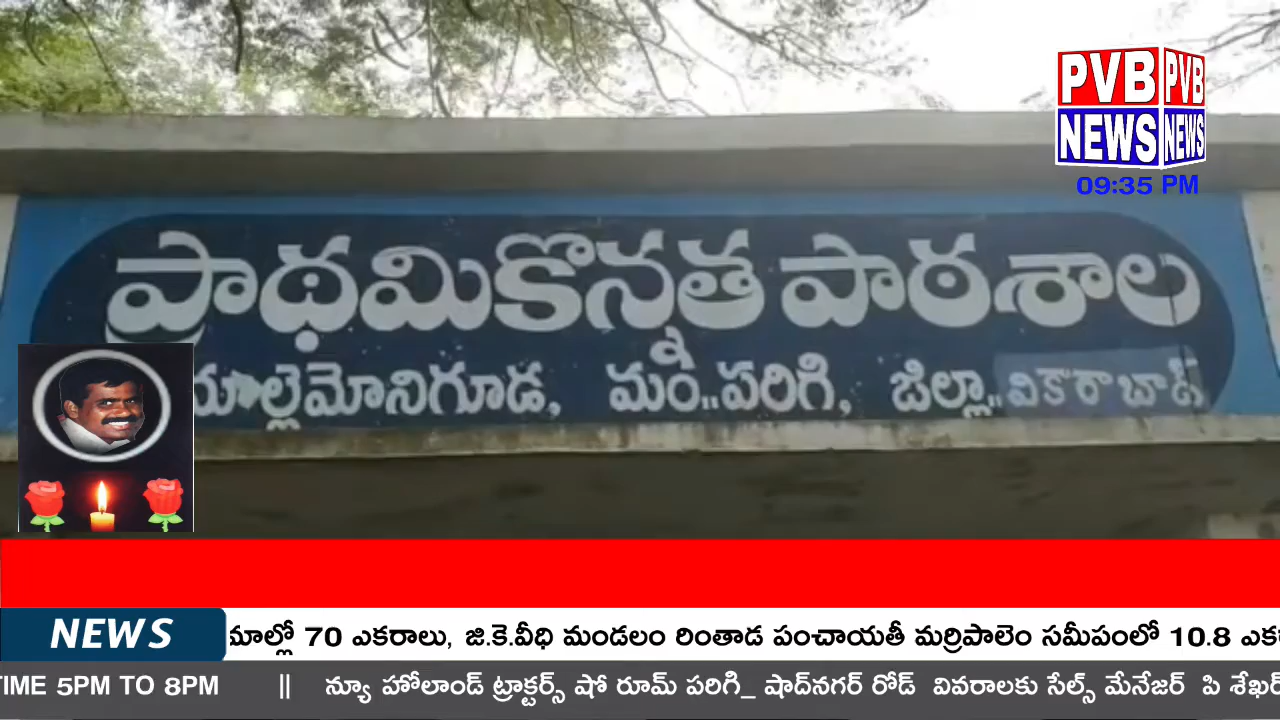 PVB PVB
NEWS NEWS
09:35 PM
ప్రాథమికొన్నత పాఠశాల
మాల్లెమోనిగూడ, మం..పరిగి, జిల్లా..వికారాబాద్
NEWS మాల్లో 70 ఎకరాలు, జి.కె.వీధి మండలం రింతాడ పంచాయతీ మర్రిపాలెం సమీపంలో 10.8
TIME 5PM TO 8PM || న్యూ హోలాండ్ ట్రాక్టర్స్ షో రూమ్ పరిగి_ షాద్‌నగర్ రోడ్ వివరాలకు సేల్స్ మేనేజర్ పి శేఖర్